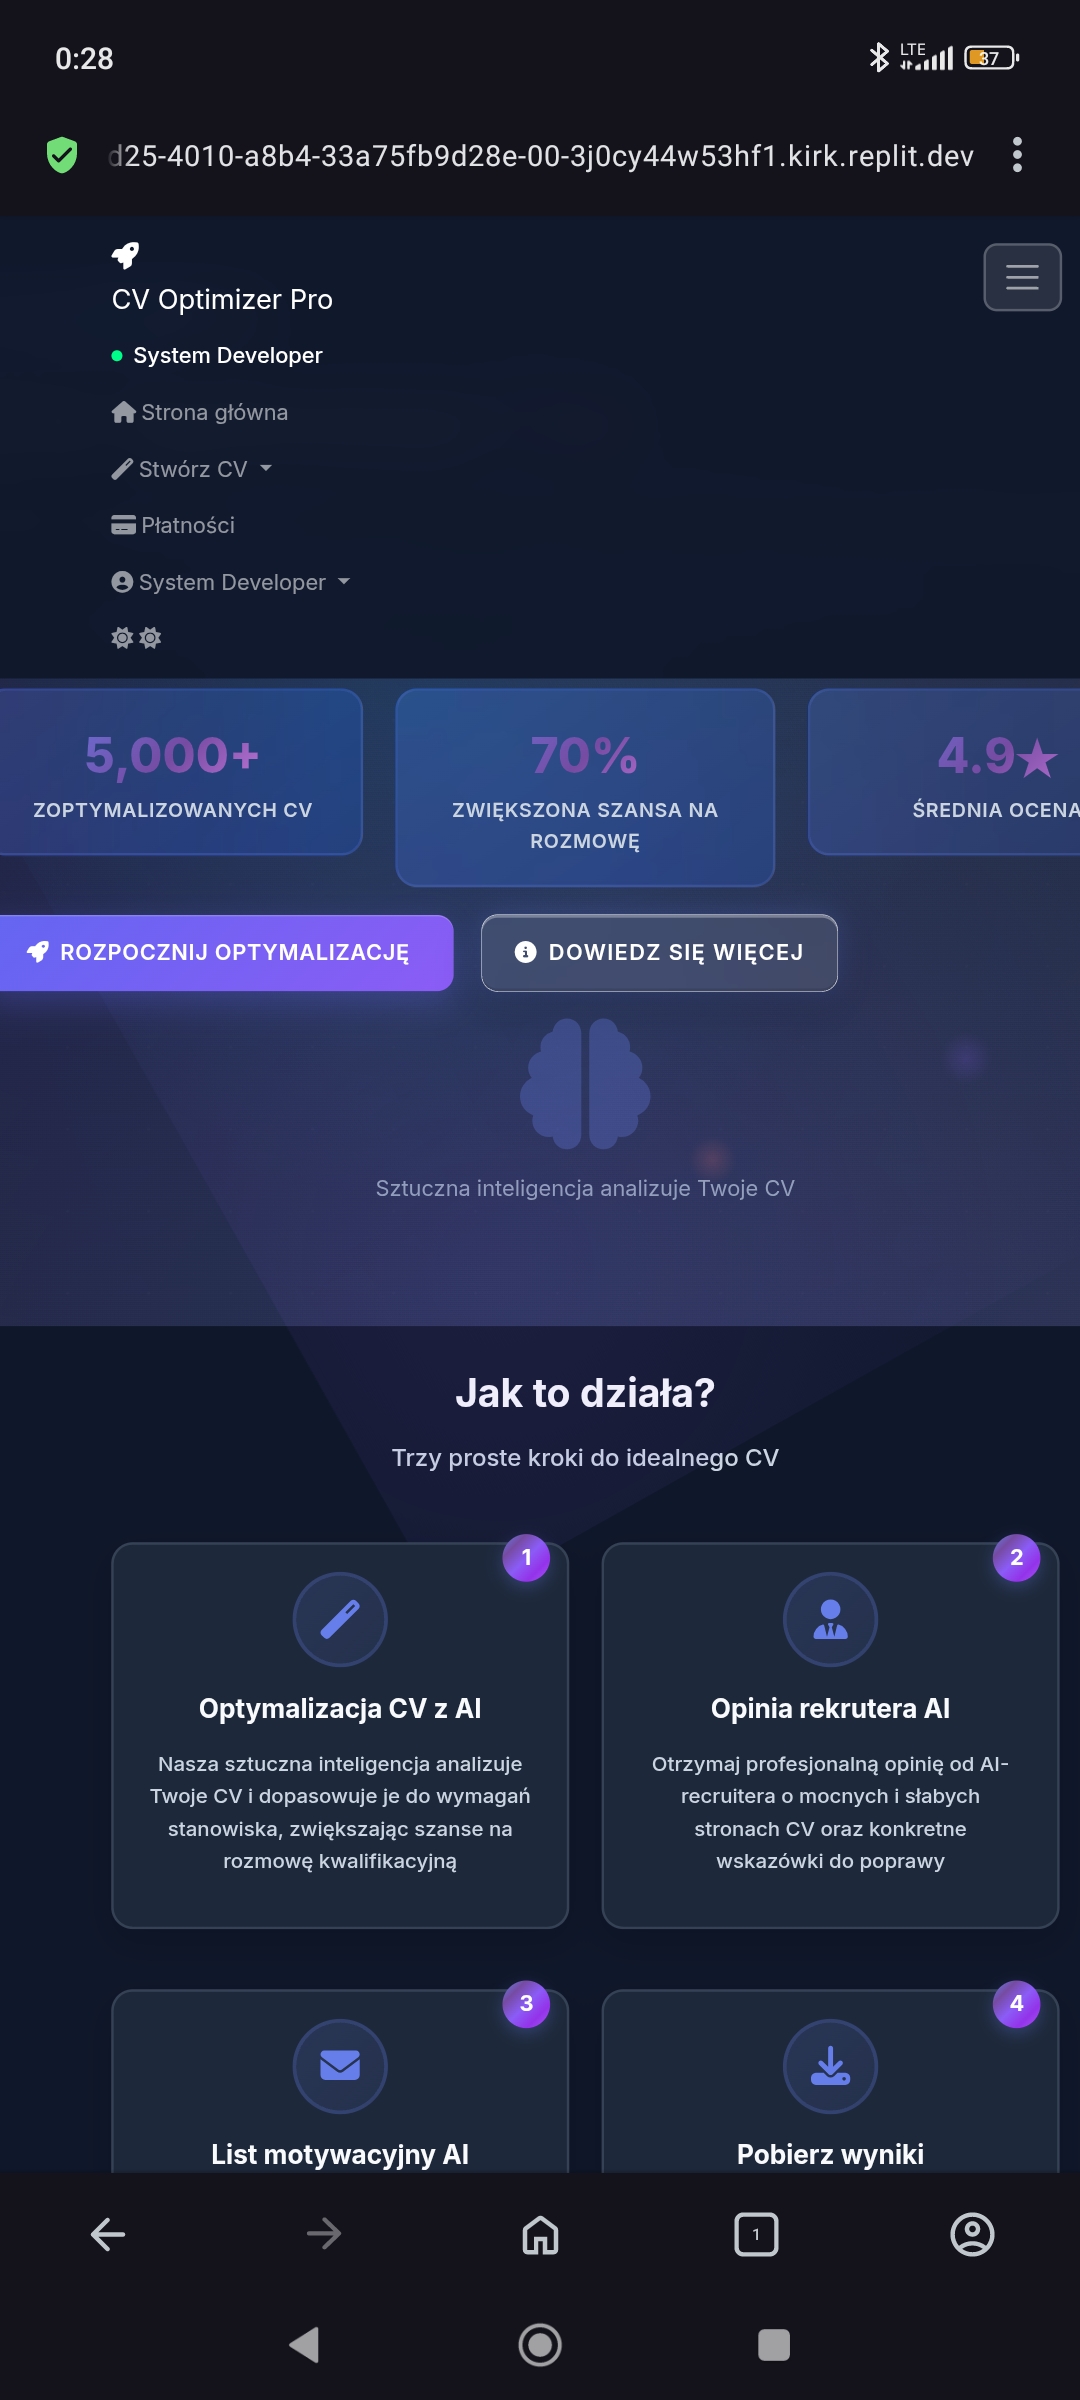 0:28
LTE
37
d25-4010-a8b4-33a75fb9d28e-00-3j0cy44w53hf1.kirk.replit.dev
CV Optimizer Pro
System Developer
Strona główna
Stwórz CV
Płatności
System Developer
5,000+
ZOPTYMALIZOWANYCH CV
70%
ZWIĘKSZONA SZANSA NA
ROZMOWĘ
4.9★
ŚREDNIA OCENA
ROZPOCZNIJ OPTYMALIZACJĘ
DOWIEDZ SIĘ WIĘCEJ
Sztuczna inteligencja analizuje Twoje CV
Jak to działa?
Trzy proste kroki do idealnego CV
1
Optymalizacja CV z AI
Nasza sztuczna inteligencja analizuje
Twoje CV i dopasowuje je do wymagań
stanowiska, zwiększając szanse na
rozmowę kwalifikacyjną
2
Opinia rekrutera AI
Otrzymaj profesjonalną opinię od AI-
recruitera o mocnych i słabych
stronach CV oraz konkretne
wskazówki do poprawy
3
List motywacyjny AI
4
Pobierz wyniki
1